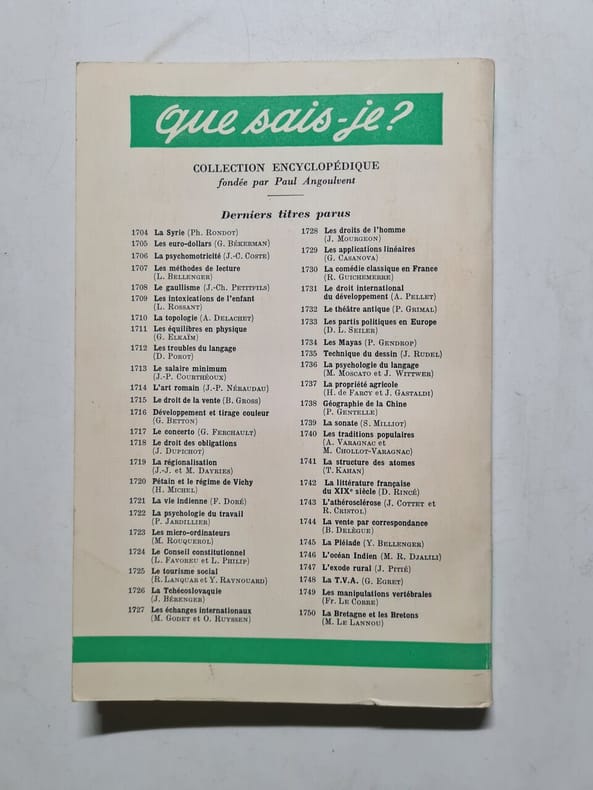 que sais-je?
COLLECTION ENCYCLOPÉDIQUE
fondée par Paul Angoulvent
Derniers titres parus
1704 La Syrie (Ph. RONDOT)
1705 Les euro-dollars (G. BÉKERMAN)
1706 La psychomotricité (J.-C. COSTE)
1707 Les méthodes de lecture
(L. BELLENGER)
1708 Le gaullisme (J.-Ch. PETITFILS)
1709 Les intoxications de l'enfant
(L. ROSSANT)
1710 La topologie (A. DELACHET)
1711 Les équilibres en physique
(G. ELKAÏM)
1712 Les troubles du langage
(D. POROT)
1713 Le salaire minimum
(J.-P. COURTHÉOUX)
1714 L'art romain (J.-P. NÉRAUDAU)
1715 Le droit de la vente (B. GROSS)
1716 Développement et tirage couleur
(G. BETTON)
1717 Le concerto (G. FERCHAULT)
1718 Le droit des obligations
(J. DUPICHOT)
1719 La régionalisation
(J.-J. et M. DAYRIES)
1720 Pétain et le régime de Vichy
(H. MICHEL)
1721 La vie indienne (F. DORÉ)
1722 La psychologie du travail
(P. JARDILLIER)
1723 Les micro-ordinateurs
(M. ROUQUEROL)
1724 Le Conseil constitutionnel
(L. FAVOREU et L. PHILIP)
1725 Le tourisme social
(R. LANQUAR et Y. RAYNOUARD)
1726 La Tchécoslovaquie
(J. BÉRENGER)
1727 Les échanges internationaux
(M. GODET et O. RUYSSEN)
1728 Les droits de l'homme
(J. MOURGEON)
1729 Les applications linéaires
(G. CASANOVA)
1730 La comédie classique en France
(R. GUICHEMERRE)
1731 Le droit international
du développement (A. PELLET)
1732 Le théâtre antique (P. GRIMAL)
1733 Les partis politiques en Europe
(D. L. SEILER)
1734 Les Mayas (P. GENDROP)
1735 Technique du dessin (J. RUDEL)
1736 La psychologie du langage
(M. MOSCATO et J. WITTWER)
1737 La propriété agricole
(H. de FARCY et J. GASTALDI)
1738 Géographie de la Chine
(P. GENTELLE)
1739 La sonate (S. MILLIOT)
1740 Les traditions populaires
(A. VARAGNAC et
M. CHOLLOT-VARAGNAC)
1741 La structure des atomes
(T. KAHAN)
1742 La littérature française
du XIXe siècle (D. RINCÉ)
1743 L'athérosclérose (J. COTTET et
R. CRISTOL)
1744 La vente par correspondance
(B. DELÈGUE)
1745 La Pléiade (Y. BELLENGER)
1746 L'océan Indien (M. R. DJALILI)
1747 L'exode rural (J. PITIÉ)
1748 La T.V.A. (G. EGRET)
1749 Les manipulations vertébrales
(Fr. LE CORRE)
1750 La Bretagne et les Bretons
(M. LE LANNOU)